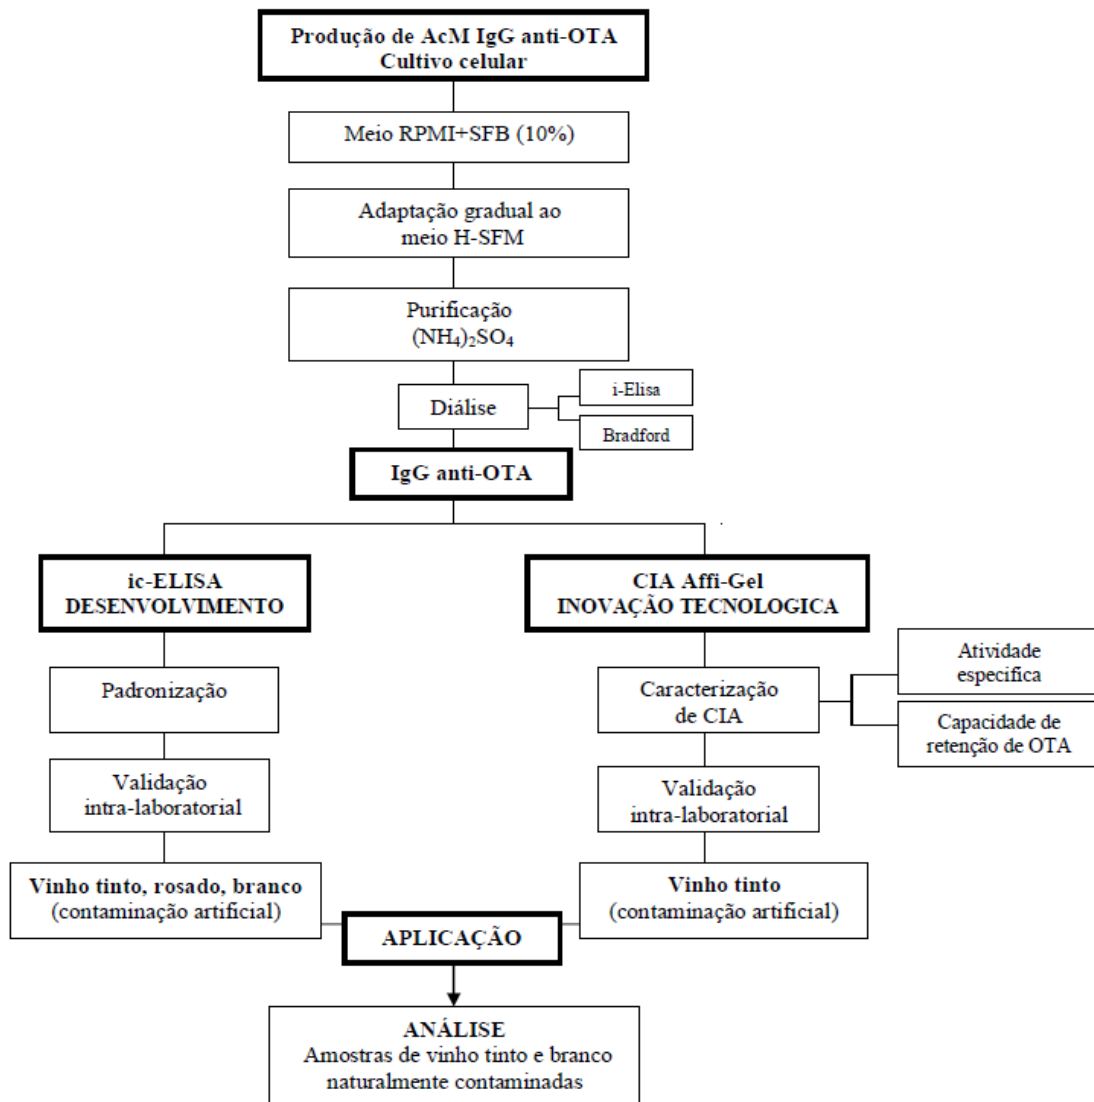 Produção de AcM IgG anti-OTA
Cultivo celular
Meio RPMI+SFB (10%)
Adaptação gradual ao
meio H-SFM
Purificação
(NH₄)₂SO₄
Diálise
i-Elisa
Bradford
IgG anti-OTA
ic-ELISA
DESENVOLVIMENTO
CIA Affi-Gel
INOVAÇÃO TECNOLOGICA
Padronização
Caracterização
de CIA
Atividade
especifica
Capacidade de
retenção de OTA
Validação
intra-laboratorial
Validação
intra-laboratorial
Vinho tinto, rosado, branco
(contaminação artificial)
Vinho tinto
(contaminação artificial)
APLICAÇÃO
ANÁLISE
Amostras de vinho tinto e branco
naturalmente contaminadas